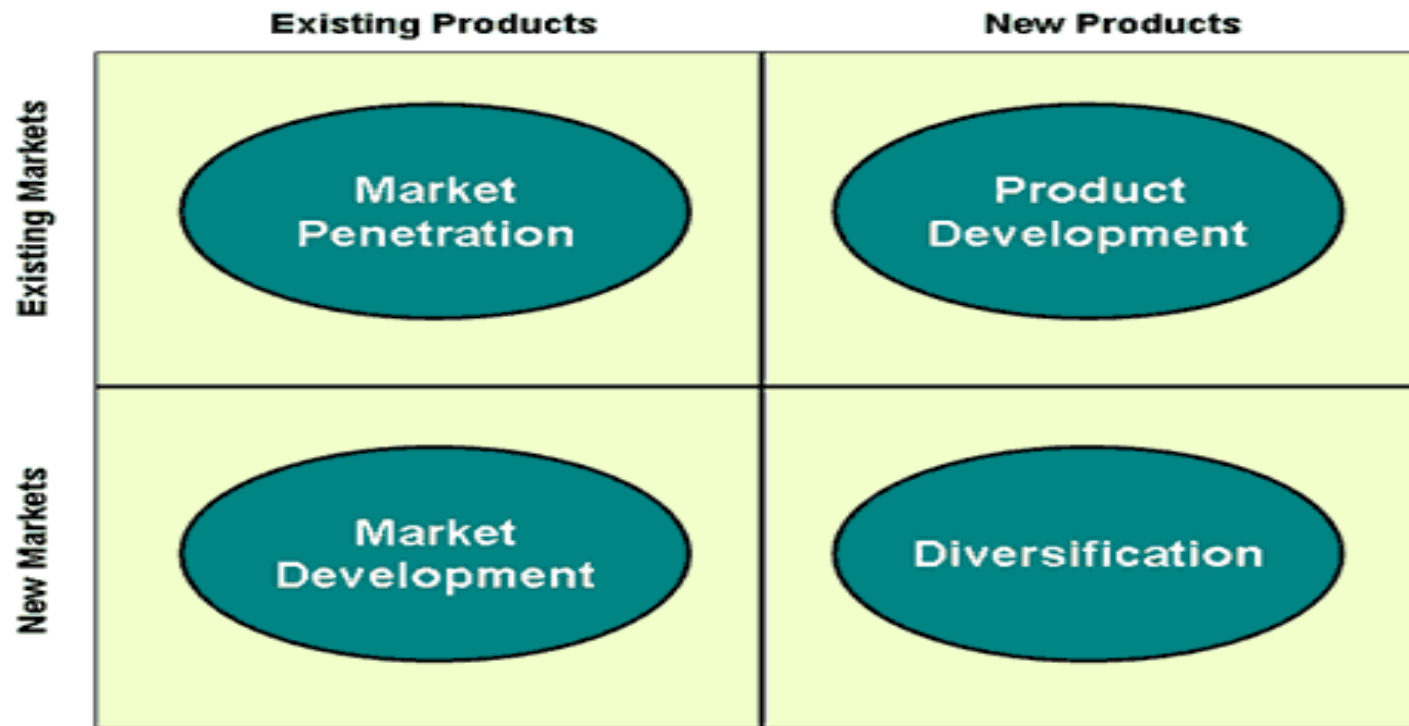 Existing Products
New Products
Existing Markets
Market
Penetration
Product
Development
New Markets
Market
Development
Diversification